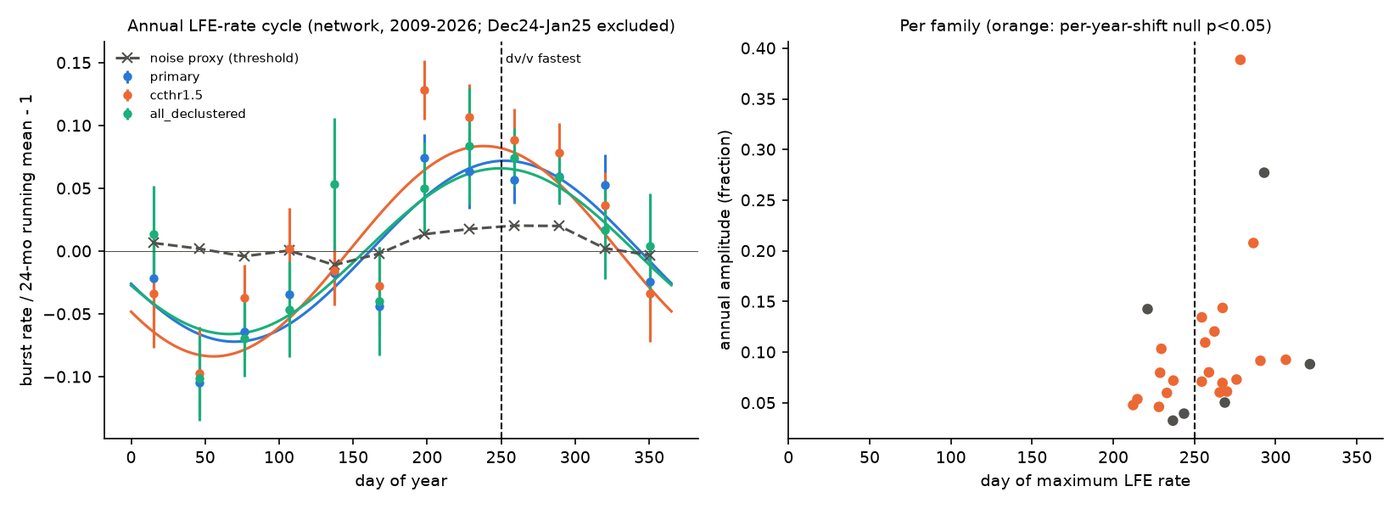 Annual LFE-rate cycle (network, 2009-2026; Dec24-Jan25 excluded)
noise proxy (threshold)
primary
ccthr1.5
all_declustered
dv/v fastest
burst rate / 24-mo running mean - 1
0.15
0.10
0.05
0.00
−0.05
−0.10
0
50
100
150
200
250
300
350
day of year
Per family (orange: per-year-shift null p<0.05)
annual amplitude (fraction)
0.40
0.35
0.30
0.25
0.20
0.15
0.10
0.05
0
50
100
150
200
250
300
350
day of maximum LFE rate